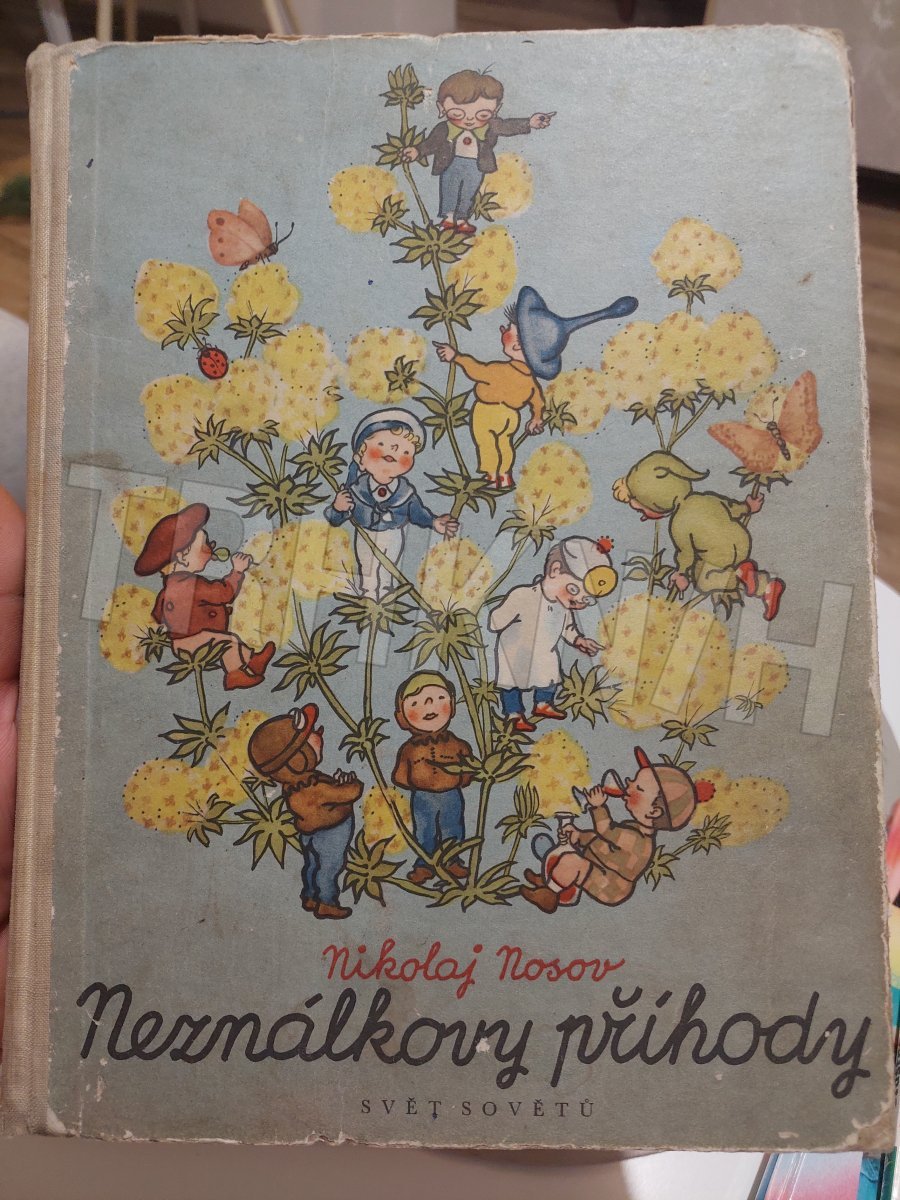 Nikolaj Nosov
Neználkovy příhody
SVĚT SOVĚTŮ